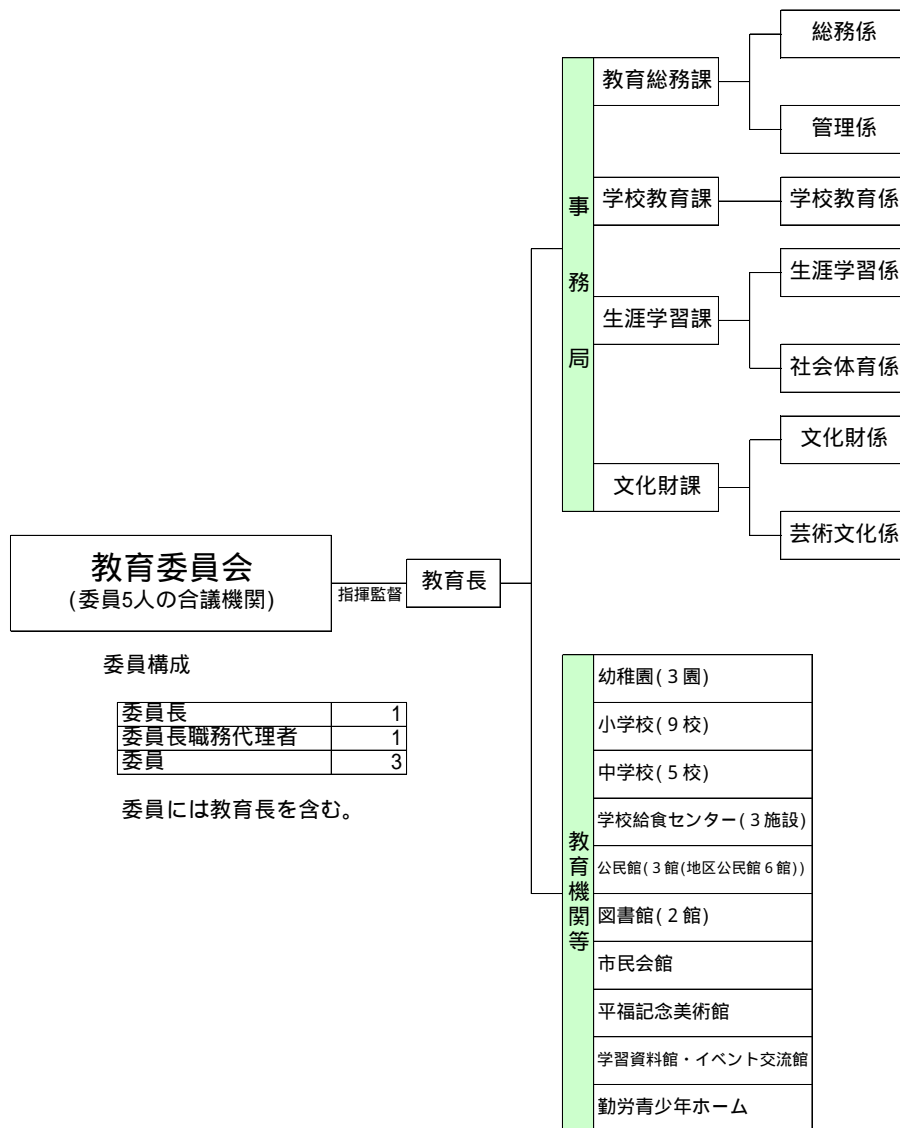 教育委員会
(委員5人の合議機関)
指揮監督
教育長
委員構成
委員長 1
委員長職務代理者 1
委員 3
委員には教育長を含む。
事務局
教育総務課
総務係
管理係
学校教育課
学校教育係
生涯学習課
生涯学習係
社会体育係
文化財課
文化財係
芸術文化係
教育機関等
幼稚園(3園)
小学校(9校)
中学校(5校)
学校給食センター(3施設)
公民館(3館(地区公民館6館))
図書館(2館)
市民会館
平福記念美術館
学習資料館・イベント交流館
勤労青少年ホーム